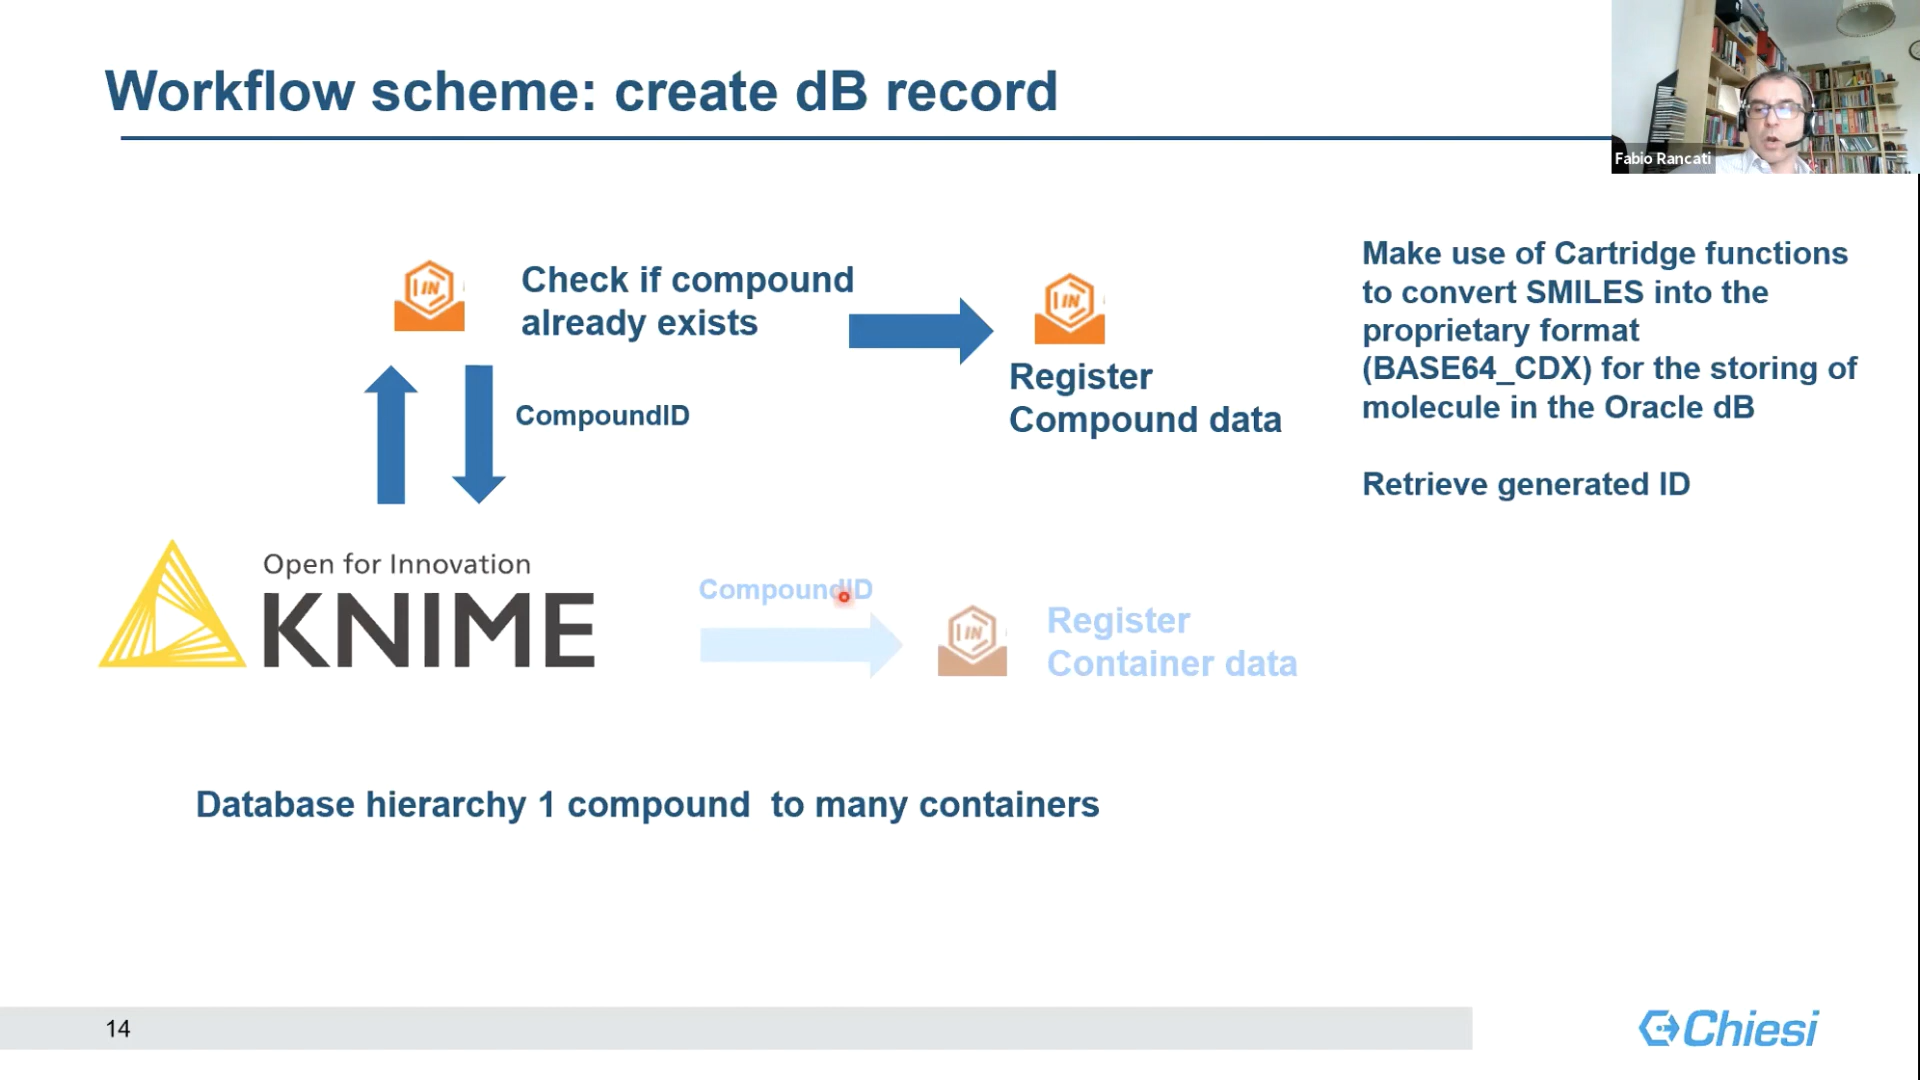 Workflow scheme: create dB record
Fabio Rancati
IN
Check if compound
already exists
IN
Register
Compound data
Make use of Cartridge functions
to convert SMILES into the
proprietary format
(BASE64_CDX) for the storing of
molecule in the Oracle dB
Retrieve generated ID
CompoundID
Open for Innovation
KNIME
CompoundID
IN
Register
Container data
Database hierarchy 1 compound  to many containers
14
Chiesi